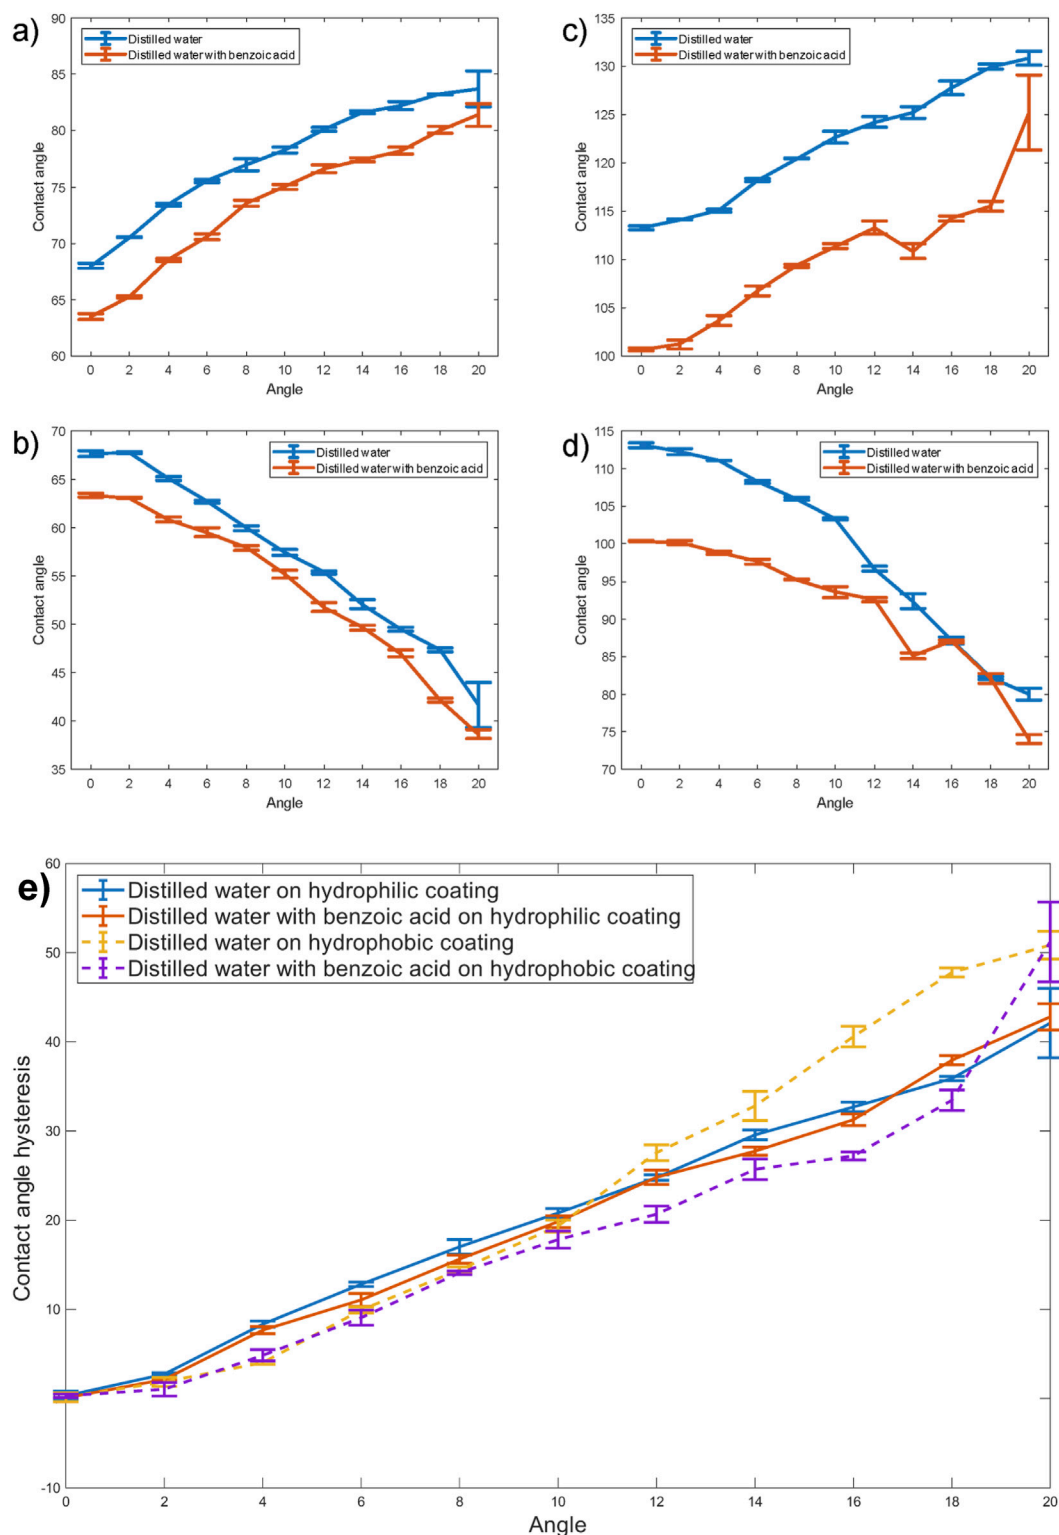 a)
90
85
80
75
70
65
60
Contact angle
Distilled water
Distilled water with benzoic acid
0 2 4 6 8 10 12 14 16 18 20
Angle
c)
135
130
125
120
115
110
105
100
Contact angle
Distilled water
Distilled water with benzoic acid
0 2 4 6 8 10 12 14 16 18 20
Angle
b)
70
65
60
55
50
45
40
35
Contact angle
Distilled water
Distilled water with benzoic acid
0 2 4 6 8 10 12 14 16 18 20
Angle
d)
115
110
105
100
95
90
85
80
75
70
Contact angle
Distilled water
Distilled water with benzoic acid
0 2 4 6 8 10 12 14 16 18 20
Angle
e)
60
50
40
30
20
10
-10
Contact angle hysteresis
Distilled water on hydrophilic coating
Distilled water with benzoic acid on hydrophilic coating
Distilled water on hydrophobic coating
Distilled water with benzoic acid on hydrophobic coating
0 2 4 6 8 10 12 14 16 18 20
Angle